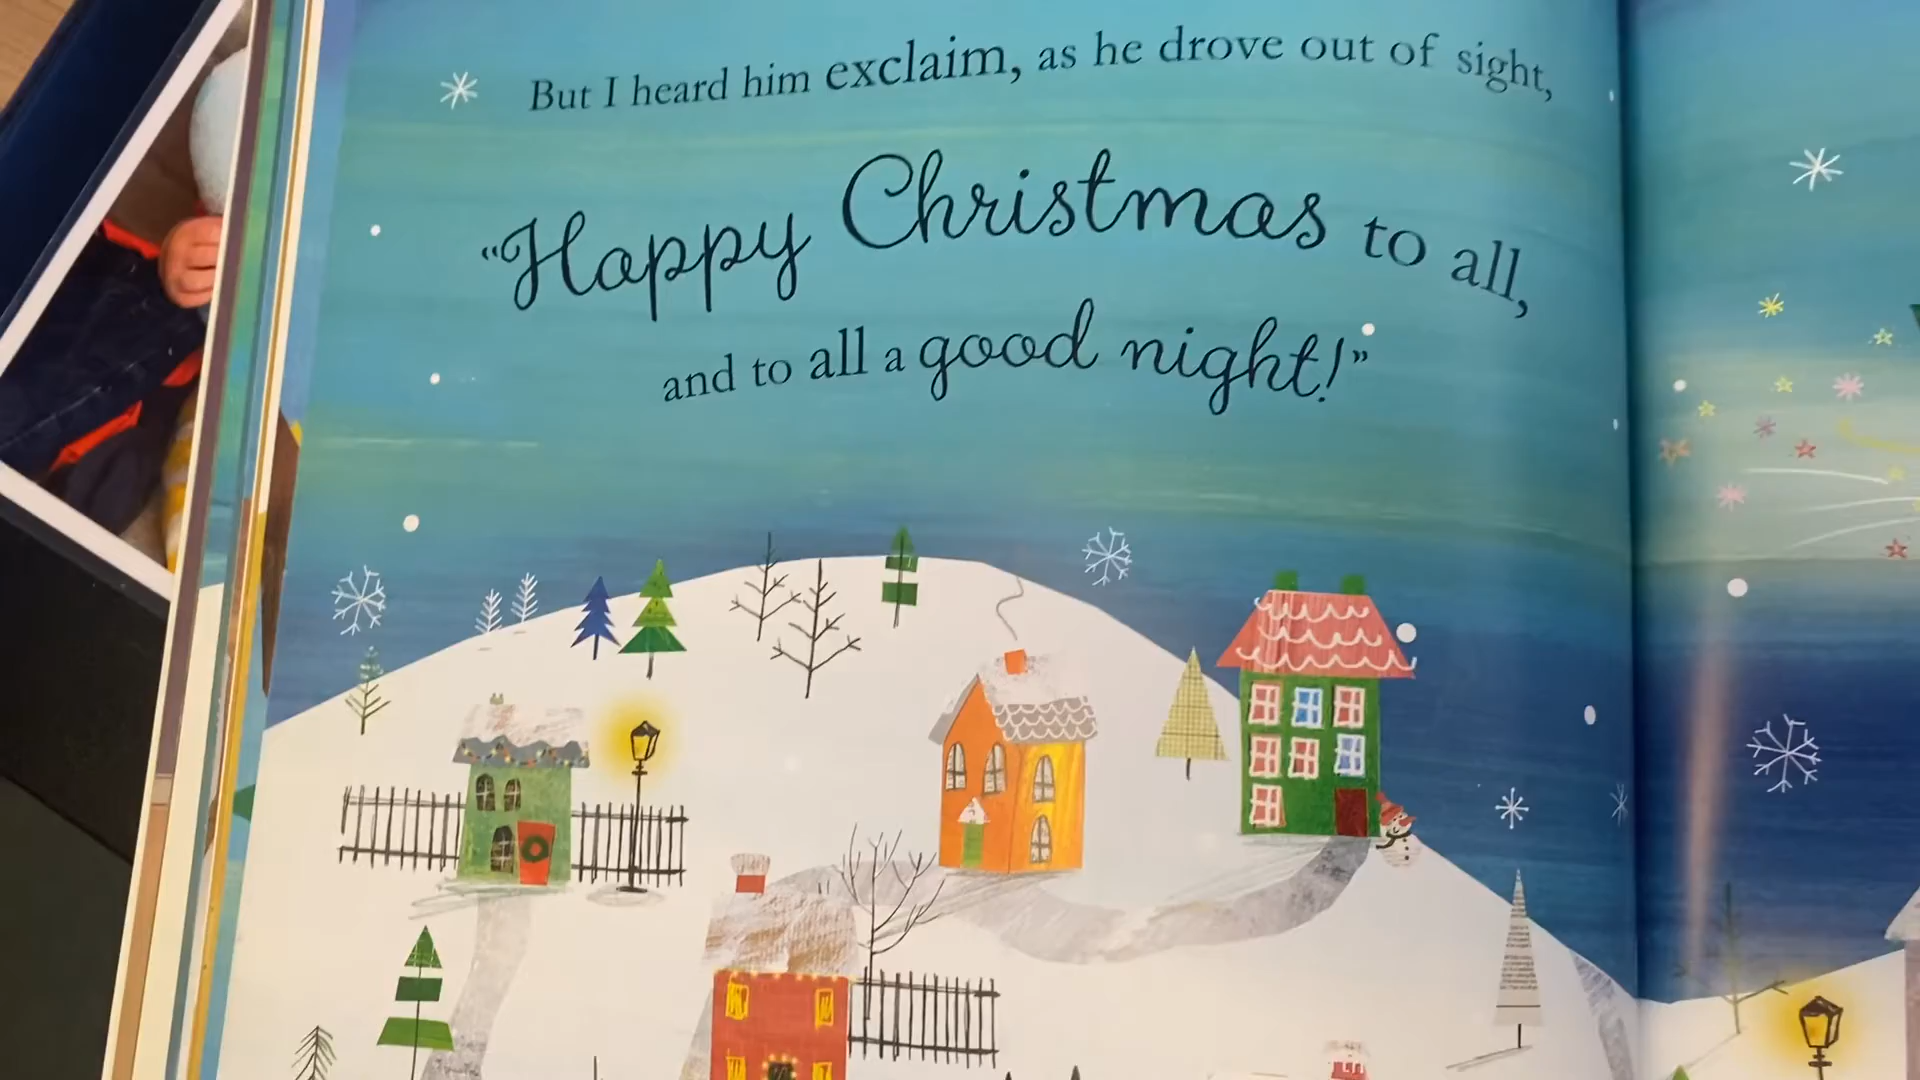 But I heard him exclaim, as he drove out of sight,
“Happy Christmas to all,
and to all a good night!”